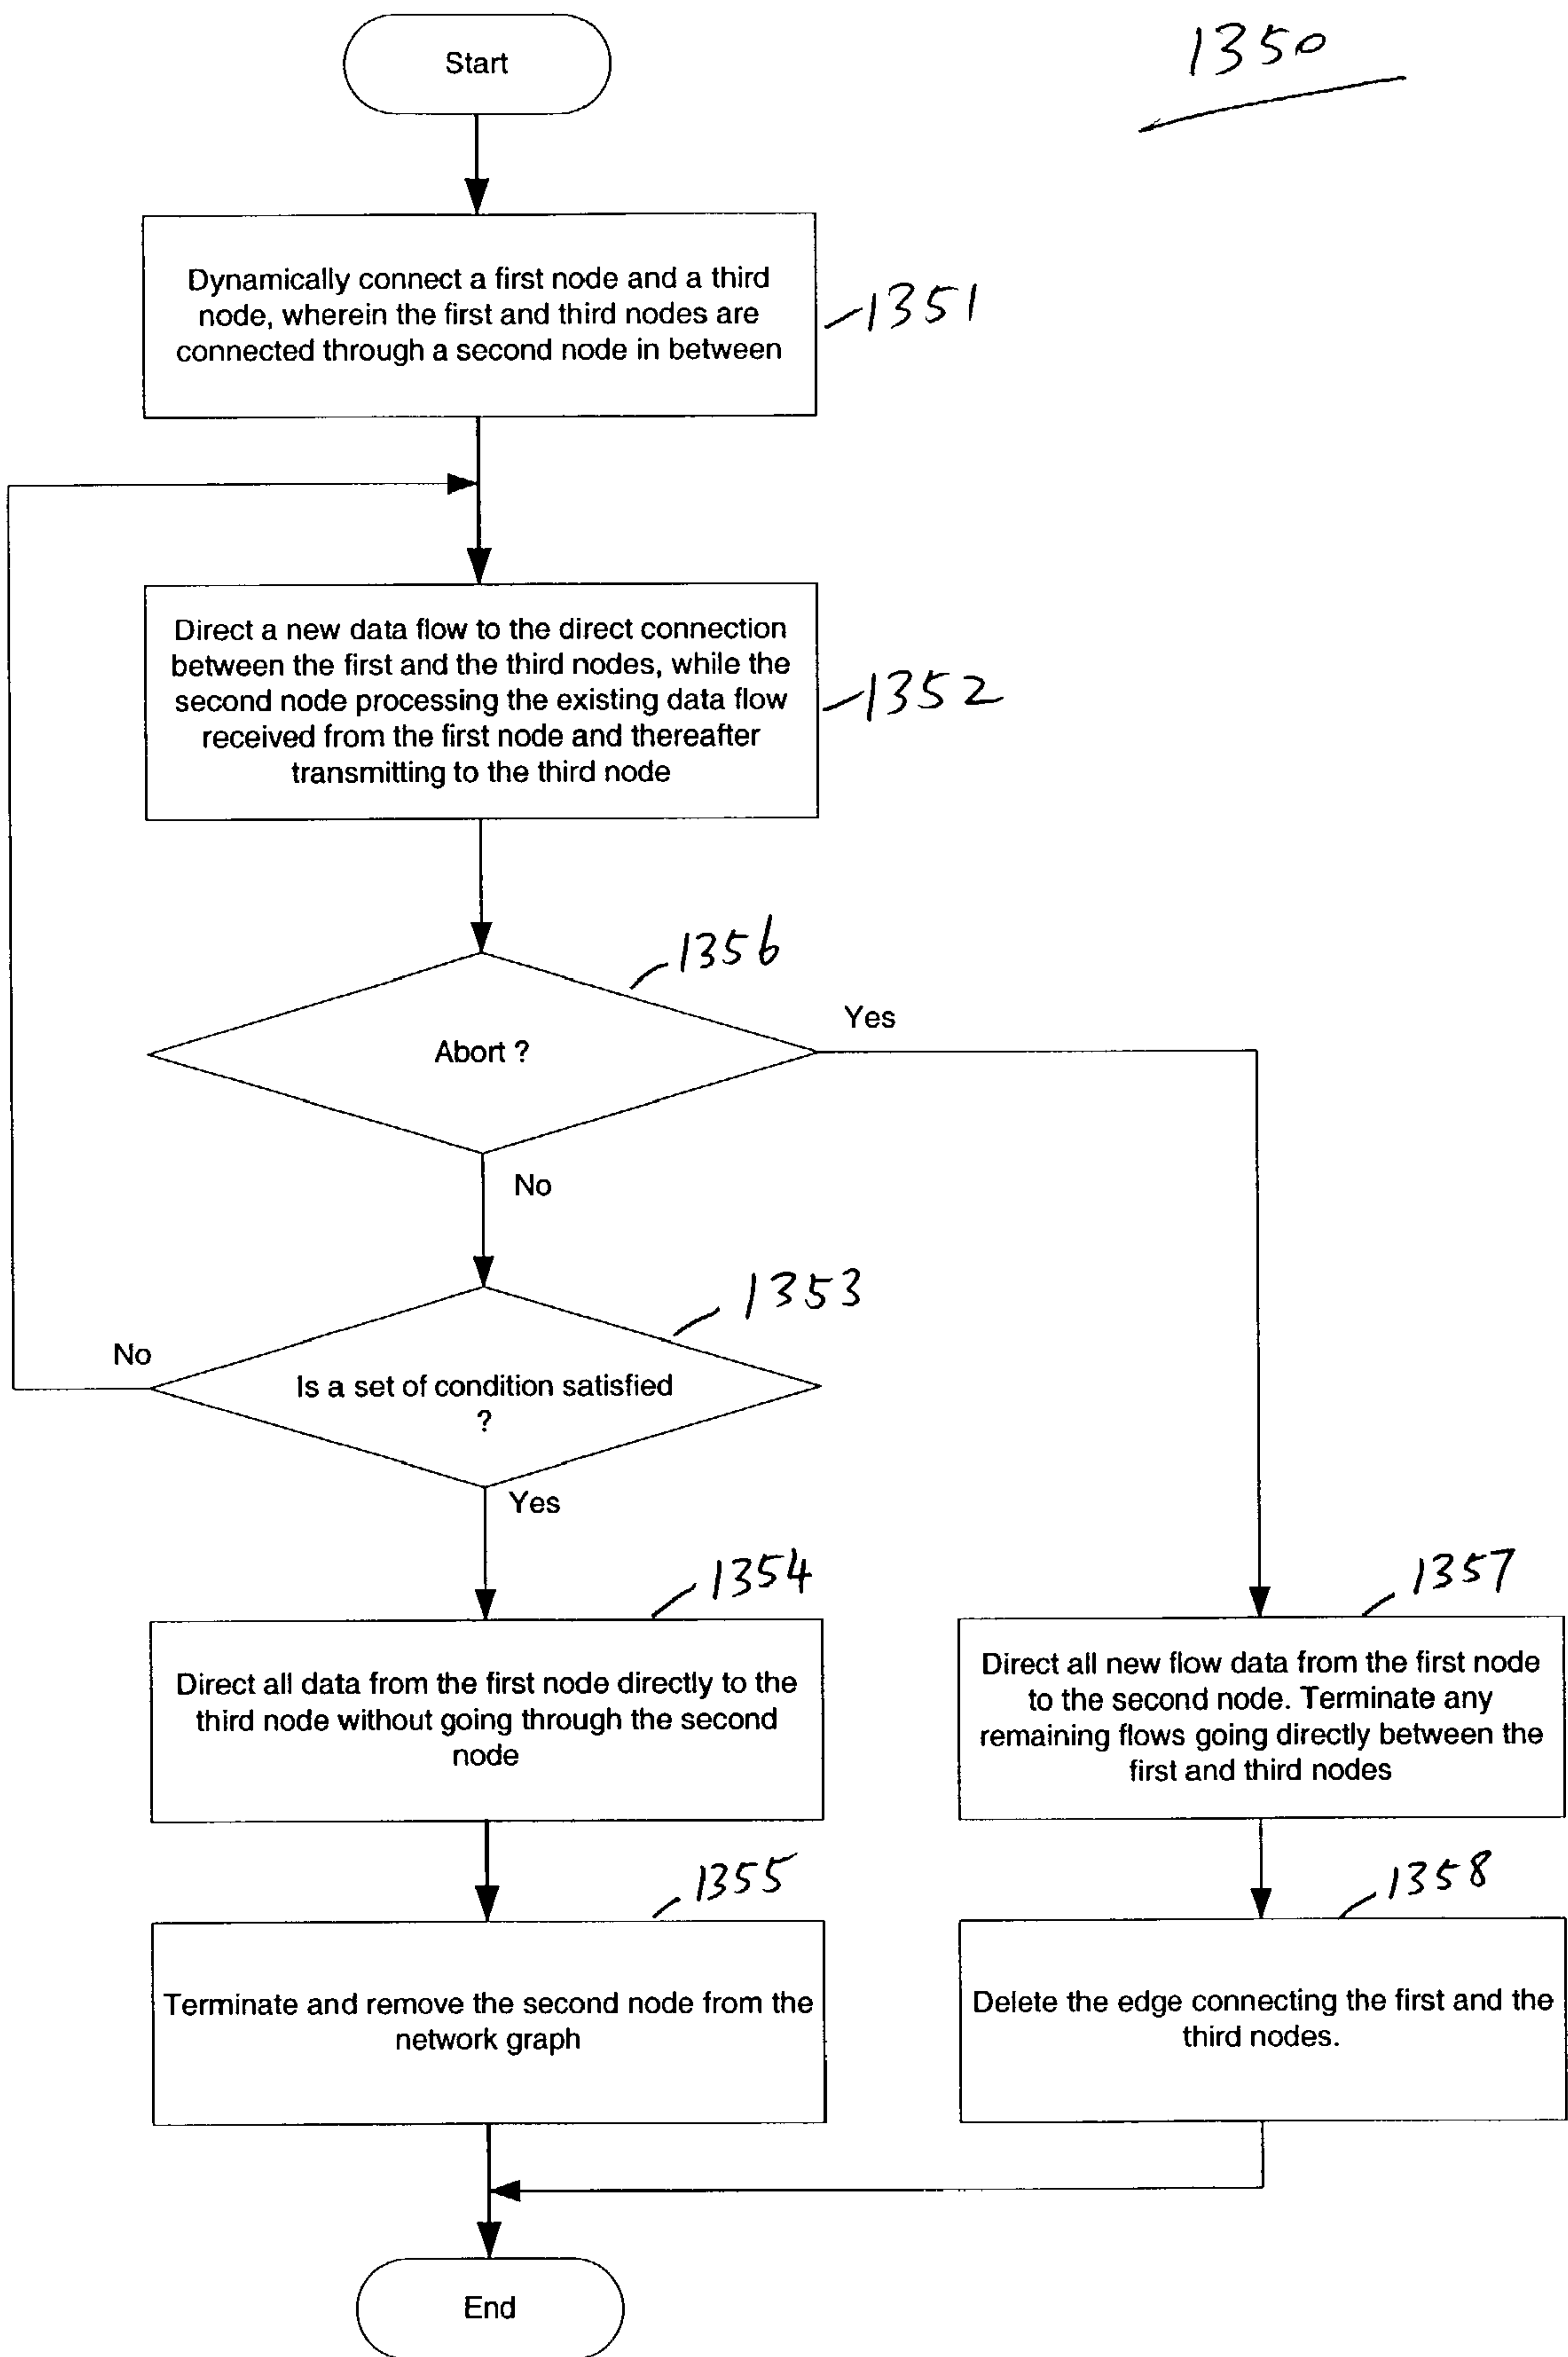 Start
1350
Dynamically connect a first node and a third
node, wherein the first and third nodes are
connected through a second node in between
1351
Direct a new data flow to the direct connection
between the first and the third nodes, while the
second node processing the existing data flow
received from the first node and thereafter
transmitting to the third node
1352
1356
Abort ?
Yes
No
1353
Is a set of condition satisfied
?
No
Yes
1354
Direct all data from the first node directly to the
third node without going through the second
node
1357
Direct all new flow data from the first node
to the second node. Terminate any
remaining flows going directly between the
first and third nodes
1355
Terminate and remove the second node from the
network graph
1358
Delete the edge connecting the first and the
third nodes.
End